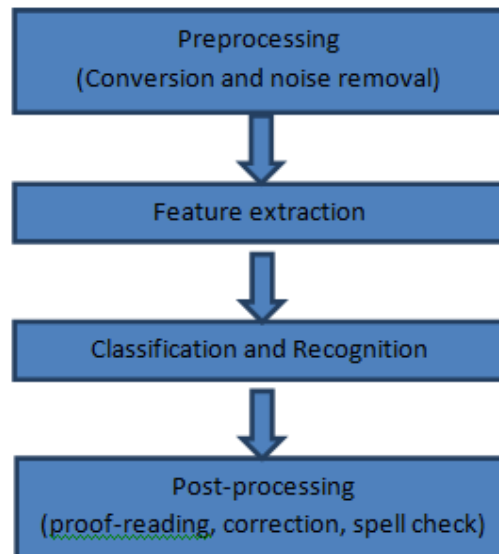 Preprocessing
(Conversion and noise removal)
Feature extraction
Classification and Recognition
Post-processing
(proof-reading, correction, spell check)